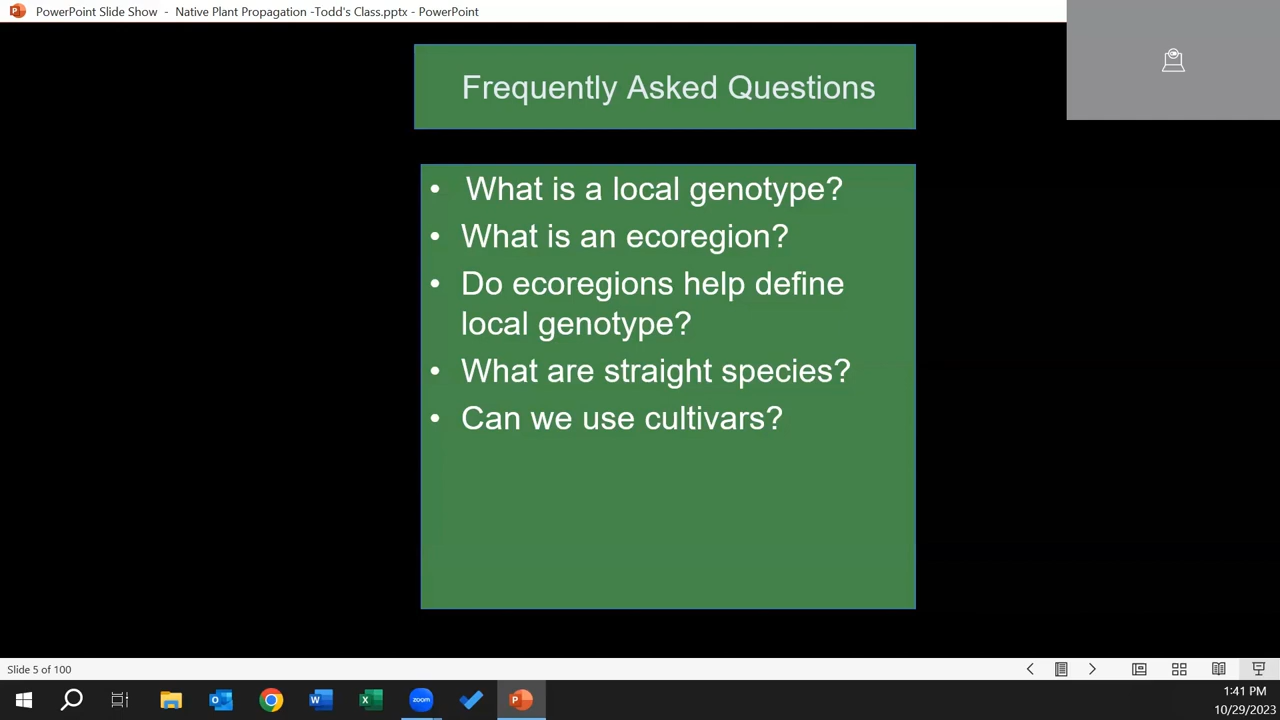 PowerPoint Slide Show - Native Plant Propagation -Todd's Class.pptx - PowerPoint
Frequently Asked Questions
• What is a local genotype?
• What is an ecoregion?
• Do ecoregions help define
local genotype?
• What are straight species?
• Can we use cultivars?
Slide 5 of 100
zoom
1:41 PM
10/29/2023